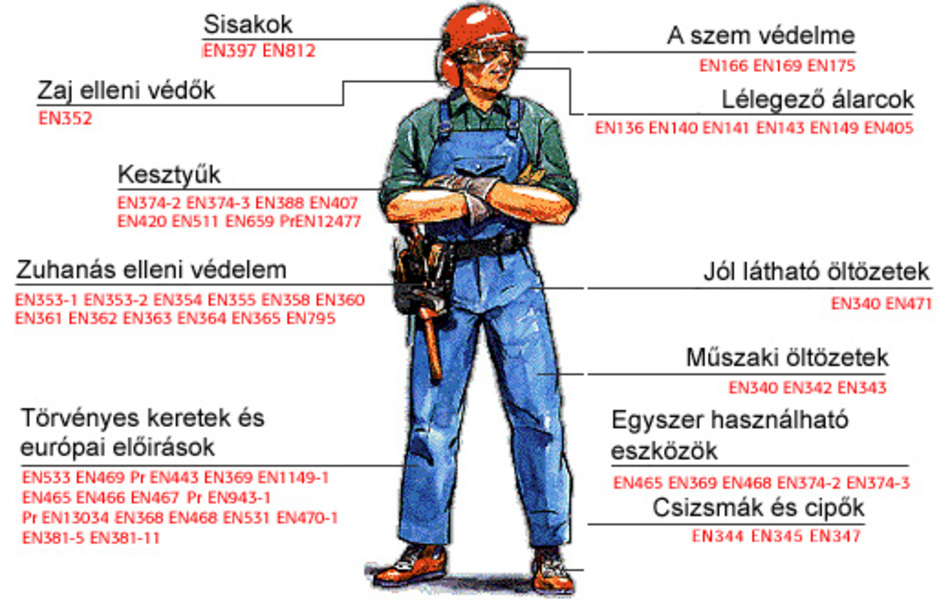 Sisakok
EN397 EN812
Zaj elleni védők
EN352
Kesztyűk
EN374-2 EN374-3 EN388 EN407
EN420 EN511 EN659 PrEN12477
Zuhanás elleni védelem
EN353-1 EN353-2 EN354 EN355 EN358 EN360
EN361 EN362 EN363 EN364 EN365 EN795
Törvényes keretek és
európai előirások
EN533 EN469 Pr EN443 EN369 EN1149-1
EN465 EN466 EN467 Pr EN943-1
Pr EN13034 EN368 EN468 EN531 EN470-1
EN381-5 EN381-11
A szem védelme
EN166 EN169 EN175
Lélegező álarcok
EN136 EN140 EN141 EN143 EN149 EN405
Jól látható öltözetek
EN340 EN471
Műszaki öltözetek
EN340 EN342 EN343
Egyszer használható
eszközök
EN465 EN369 EN468 EN374-2 EN374-3
Csizsmák és cipők
EN344 EN345 EN347